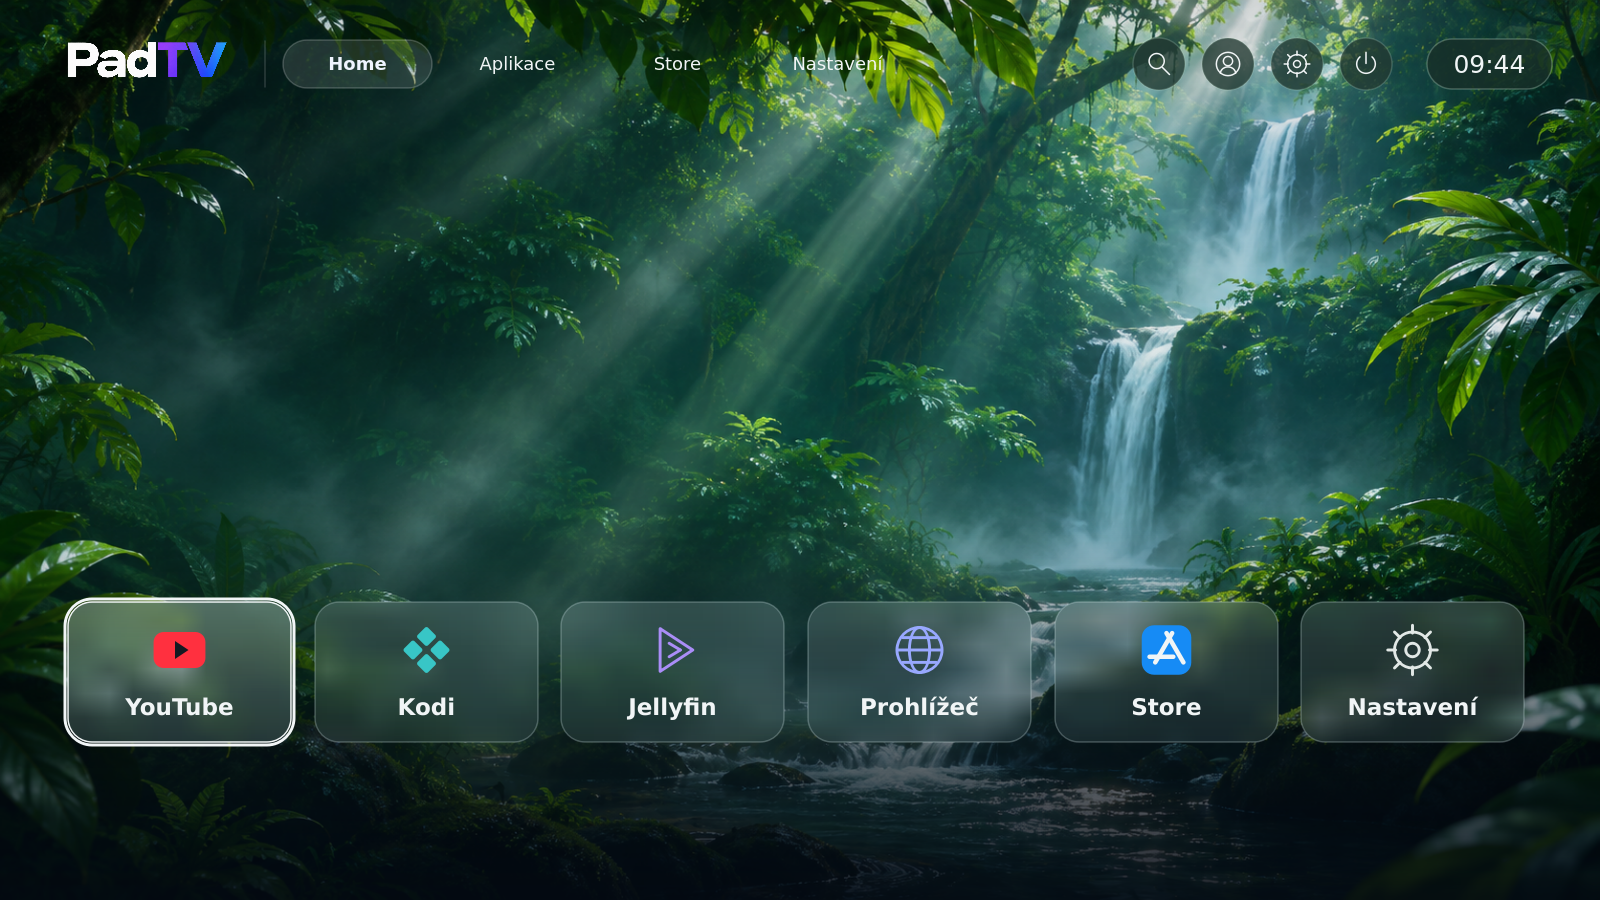 PadTV
Home
Aplikace
Store
Nastavení
09:44
YouTube
Kodi
Jellyfin
Prohlížeč
Store
Nastavení